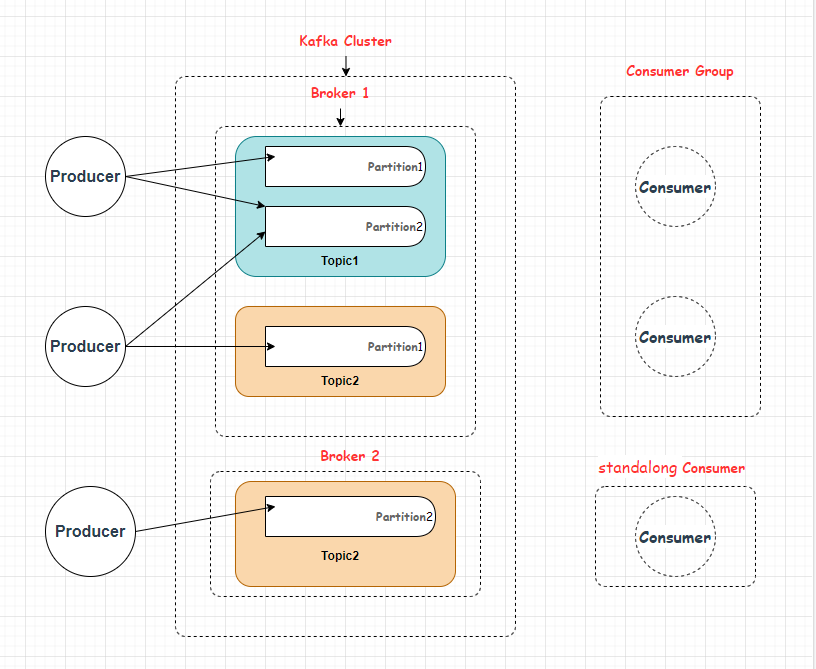 Kafka Cluster
Consumer Group
Broker 1
Producer
Partition1
Consumer
Partition2
Topic1
Producer
Partition1
Consumer
Topic2
Broker 2
standalong Consumer
Producer
Partition2
Consumer
Topic2